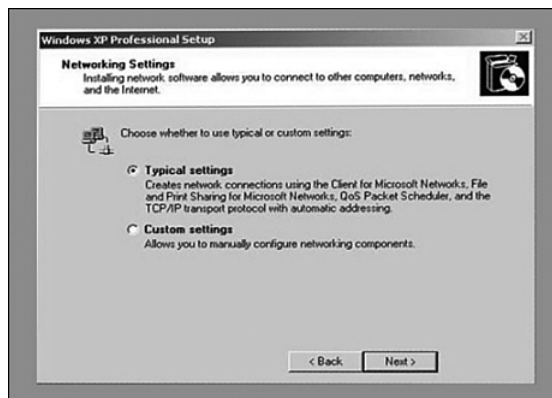 Windows XP Professional Setup
Networking Settings
Installing network software allows you to connect to other computers, networks,
and the Internet.
Choose whether to use typical or custom settings:
Typical settings
Creates network connections using the Client for Microsoft Networks, File
and Print Sharing for Microsoft Networks, QoS Packet Scheduler, and the
TCP/IP transport protocol with automatic addressing.
Custom settings
Allows you to manually configure networking components.
< Back Next >